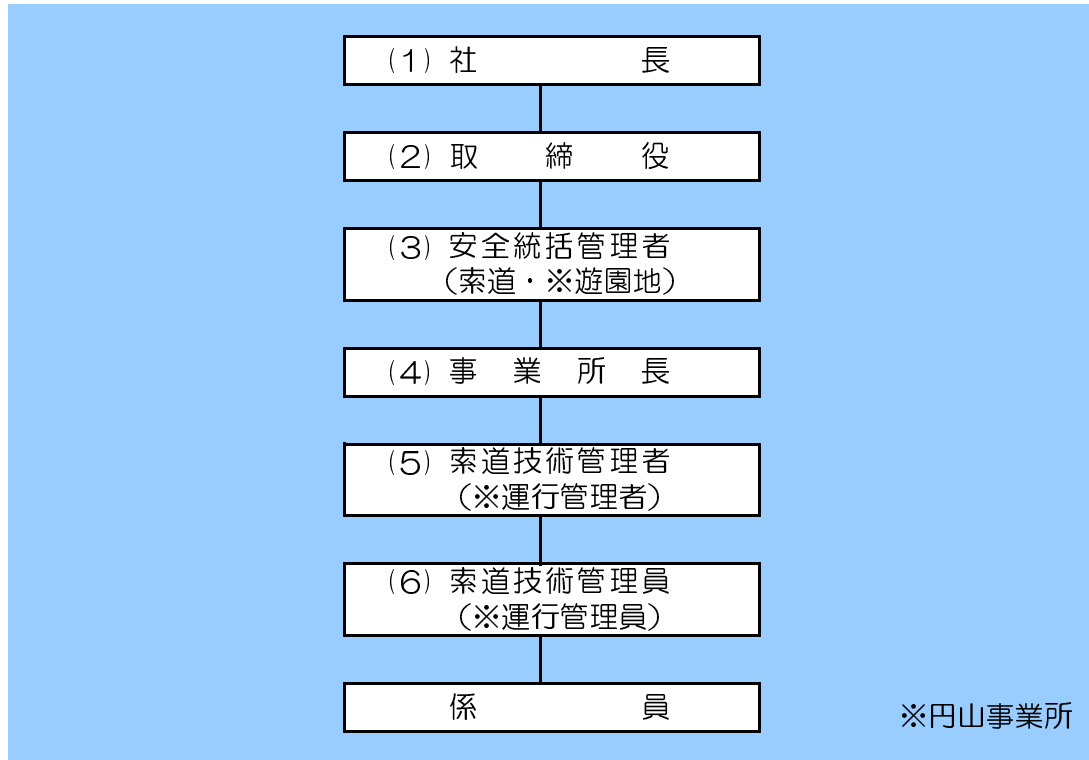 (1) 社長
(2) 取締役
(3) 安全統括管理者
(索道・※遊園地)
(4) 事業所長
(5) 索道技術管理者
(※運行管理者)
(6) 索道技術管理員
(※運行管理員)
係員
※円山事業所